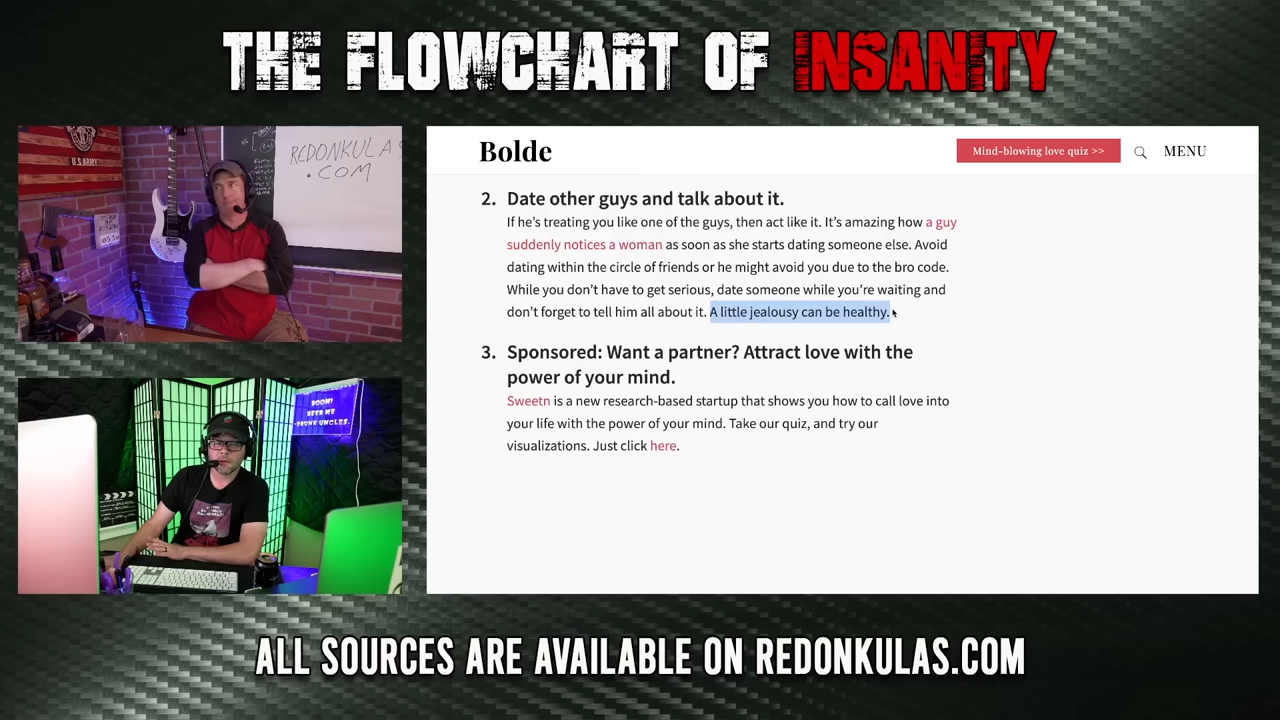 THE FLOWCHART OF INSANITY
U.S. ARMY
REDONKULAS
.COM
BOOM!
BEER ME
-DRUNK UNCLES.
Bolde
Mind-blowing love quiz >>
MENU
2. Date other guys and talk about it.
If he's treating you like one of the guys, then act like it. It's amazing how a guy
suddenly notices a woman as soon as she starts dating someone else. Avoid
dating within the circle of friends or he might avoid you due to the bro code.
While you don't have to get serious, date someone while you're waiting and
don't forget to tell him all about it. A little jealousy can be healthy.
3. Sponsored: Want a partner? Attract love with the
power of your mind.
Sweetn is a new research-based startup that shows you how to call love into
your life with the power of your mind. Take our quiz, and try our
visualizations. Just click here.
ALL SOURCES ARE AVAILABLE ON REDONKULAS.COM